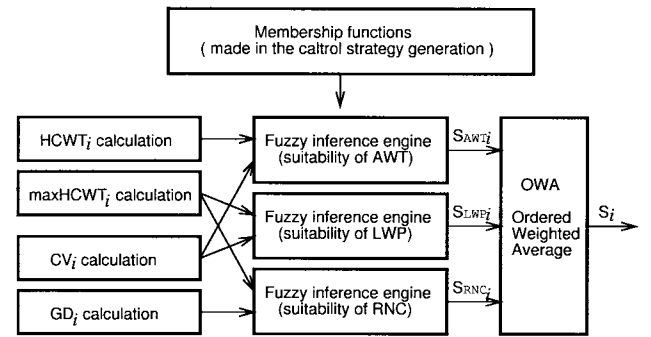 Membership functions
( made in the caltrol strategy generation )
HCWTi calculation
maxHCWTi calculation
CVi calculation
GDi calculation
Fuzzy inference engine
(suitability of AWT)
Fuzzy inference engine
(suitability of LWP)
Fuzzy inference engine
(suitability of RNC)
SAWTi
SLWPi
SRNCi
OWA
Ordered
Weighted
Average
Si